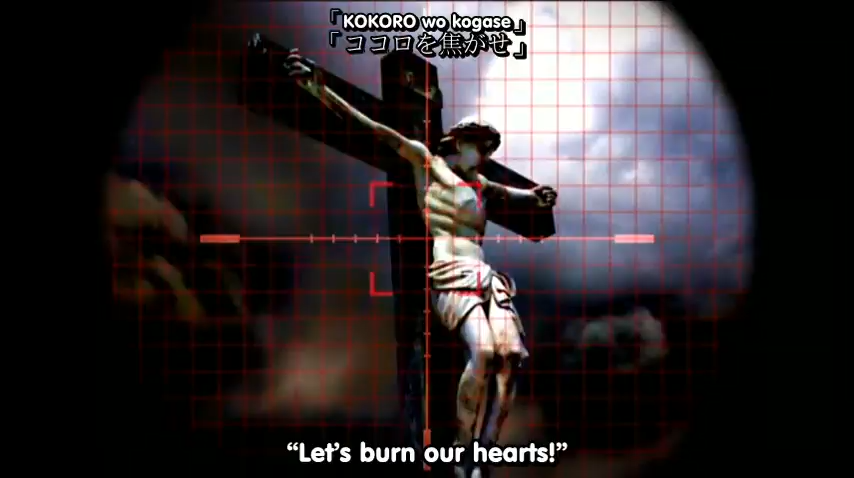 「KOKORO wo kogase」
「ココロを焦がせ」
“Let’s burn our hearts!”